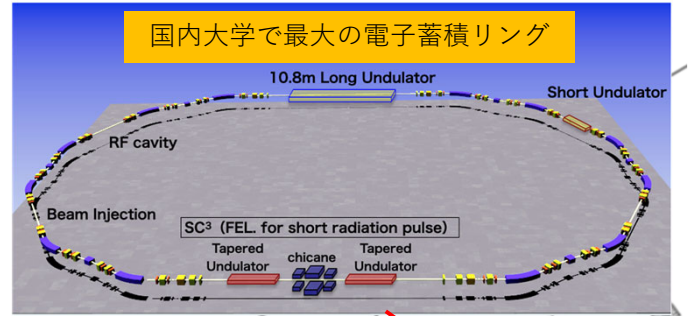 国内大学で最大の電子蓄積リング
10.8m Long Undulator
Short Undulator
RF cavity
Beam Injection
SC³（FEL. for short radiation pulse）
Tapered
Undulator
chicane
Tapered
Undulator